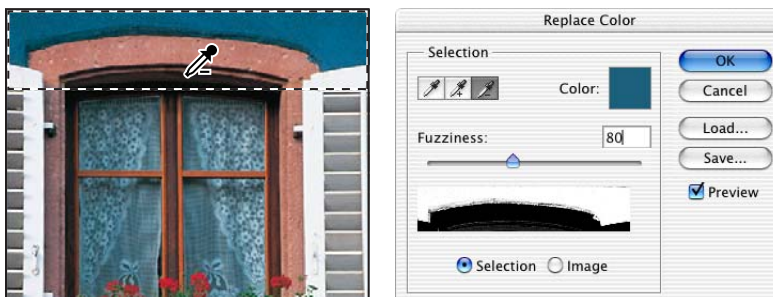 Replace Color
Selection
Color:
OK
Cancel
Fuzziness:
80
Load...
Save...
Preview
Selection
Image